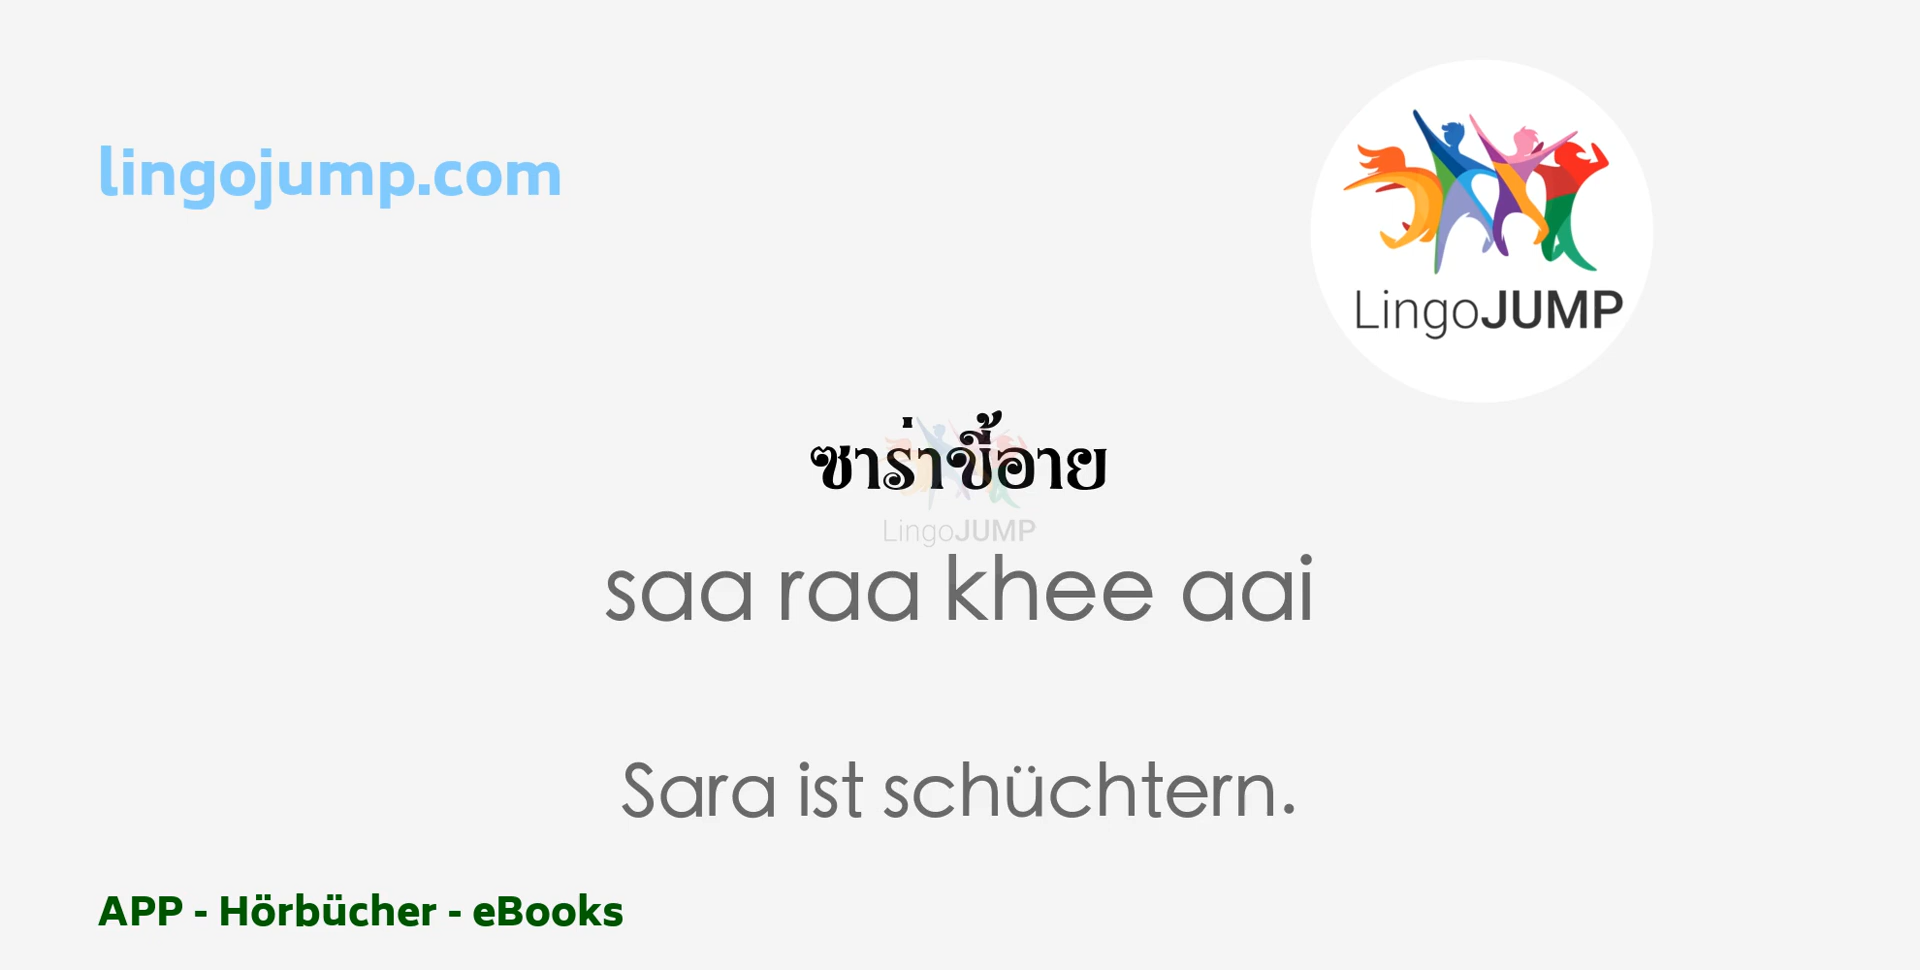 lingojump.com
LingoJUMP
ซาร่าขี้อาย
LingoJUMP
saa raa khee aai
Sara ist schüchtern.
APP - Hörbücher - eBooks